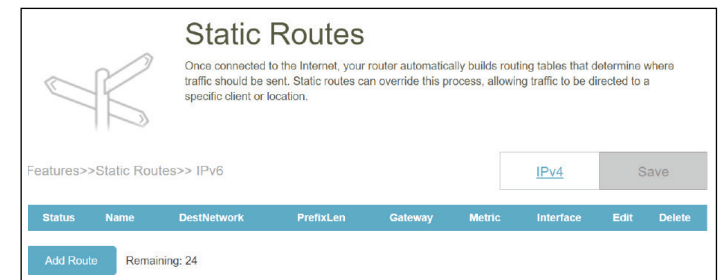 Static Routes
Once connected to the Internet, your router automatically builds routing tables that determine where
traffic should be sent. Static routes can override this process, allowing traffic to be directed to a
specific client or location.
Features>>Static Routes>> IPv6
IPv4
Save
Status Name DestNetwork PrefixLen Gateway Metric Interface Edit Delete
Add Route Remaining: 24